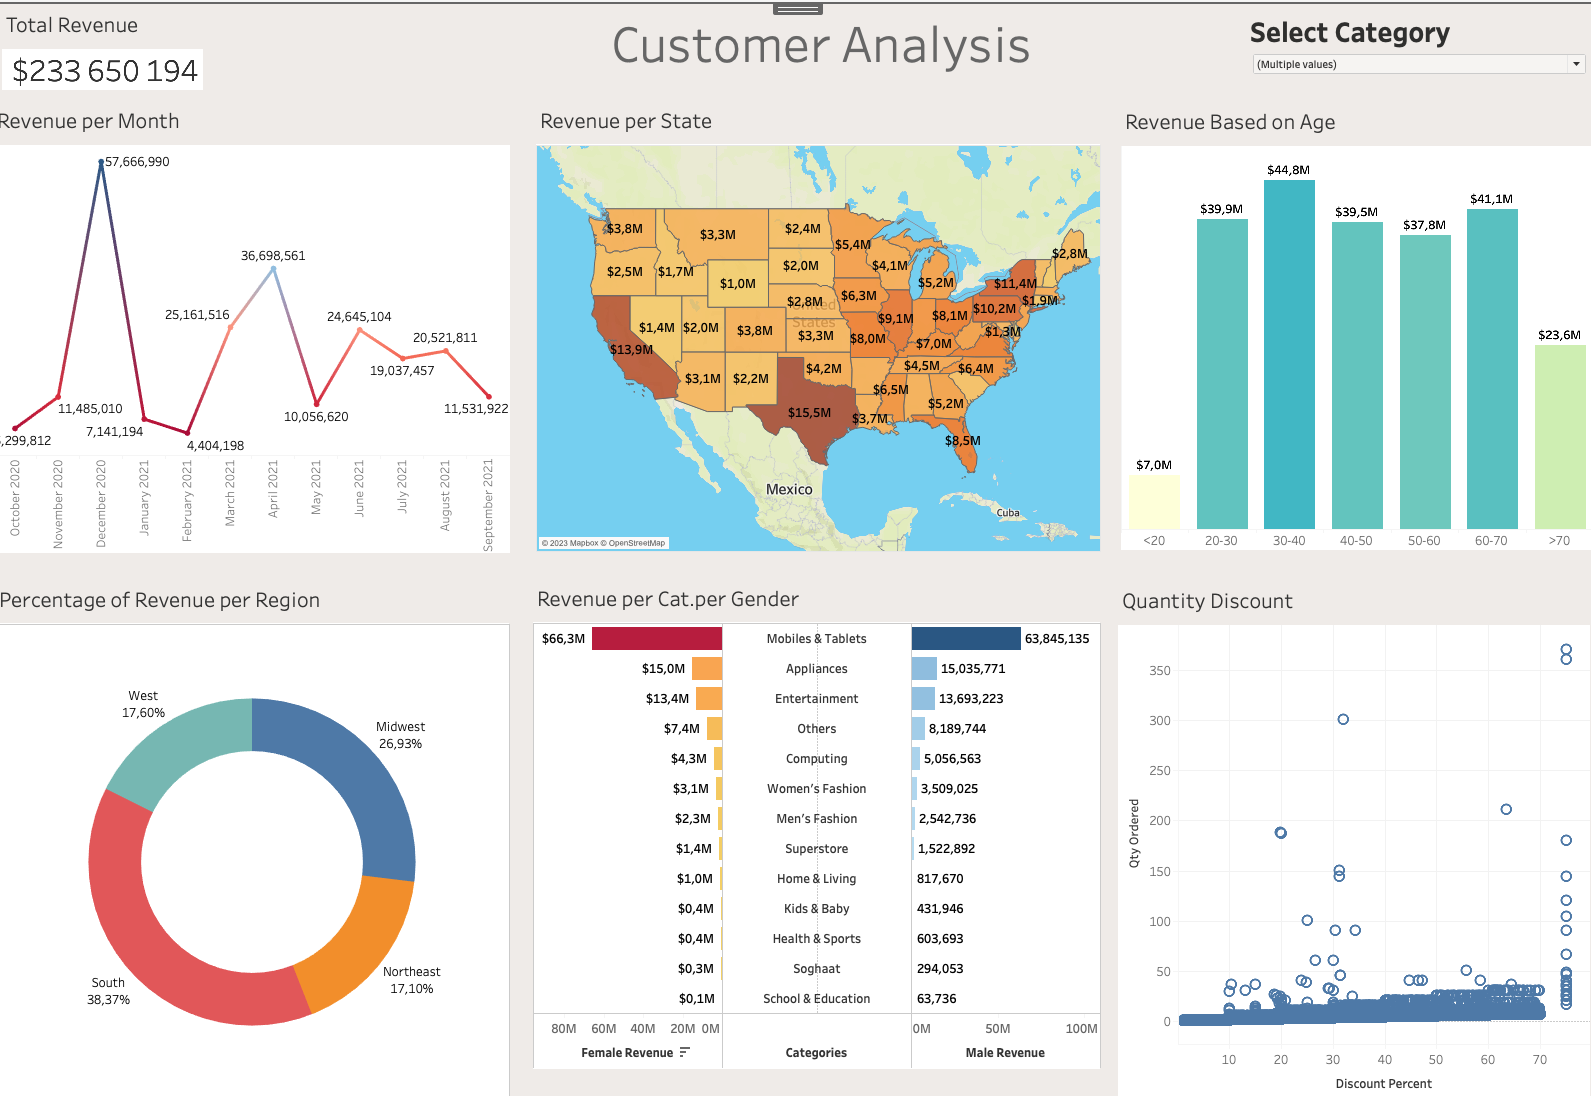 Total Revenue
$233 650 194
Customer Analysis
Select Category
(Multiple values)
Revenue per Month
57,666,990
36,698,561
25,161,516
24,645,104
20,521,811
19,037,457
11,485,010
11,531,922
10,056,620
7,141,194
,299,812
4,404,198
October 2020
November 2020
December 2020
January 2021
February 2021
March 2021
April 2021
May 2021
June 2021
July 2021
August 2021
September 2021
Revenue per State
$3,8M
$3,3M
$2,4M
$5,4M
$2,8M
$2,5M
$1,7M
$2,0M
$4,1M
$5,2M
$11,4M
$1,0M
$6,3M
$1,9M
$2,8M
United
States
$9,1M
$8,1M
$10,2M
$1,4M
$2,0M
$3,8M
$3,3M
$8,0M
$7,0M
$1,3M
$13,9M
$4,2M
$4,5M
$6,4M
$3,1M
$2,2M
$6,5M
$5,2M
$15,5M
$3,7M
$8,5M
Mexico
Cuba
© 2023 Mapbox © OpenStreetMap
Revenue Based on Age
$7,0M
$39,9M
$44,8M
$39,5M
$37,8M
$41,1M
$23,6M
<20
20-30
30-40
40-50
50-60
60-70
>70
Percentage of Revenue per Region
West
17,60%
Midwest
26,93%
South
38,37%
Northeast
17,10%
Revenue per Cat.per Gender
$66,3M Mobiles & Tablets 63,845,135
$15,0M Appliances 15,035,771
$13,4M Entertainment 13,693,223
$7,4M Others 8,189,744
$4,3M Computing 5,056,563
$3,1M Women's Fashion 3,509,025
$2,3M Men's Fashion 2,542,736
$1,4M Superstore 1,522,892
$1,0M Home & Living 817,670
$0,4M Kids & Baby 431,946
$0,4M Health & Sports 603,693
$0,3M Soghaat 294,053
$0,1M School & Education 63,736
80M 60M 40M 20M 0M 0M 50M 100M
Female Revenue Categories Male Revenue
Quantity Discount
Qty Ordered
350
300
250
200
150
100
50
0
10 20 30 40 50 60 70
Discount Percent